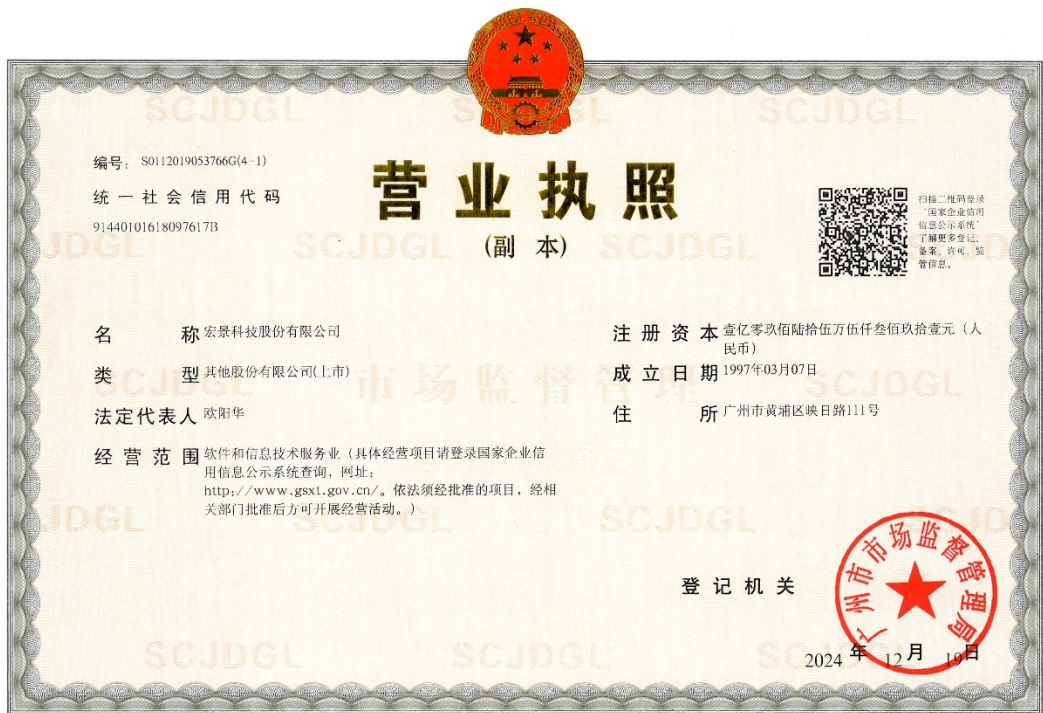 编号: S0112019053766G(4-1)
统一社会信用代码
91440101618097617B
营业执照
(副 本)
扫描二维码登录
‘国家企业信用
信息公示系统’
了解更多登记、
备案、许可、监
管信息。
名 称 宏景科技股份有限公司
类 型 其他股份有限公司(上市)
法定代表人 欧阳华
经营范围 软件和信息技术服务业（具体经营项目请登录国家企业信
用信息公示系统查询，网址:
http://www.gsxt.gov.cn/。依法须经批准的项目，经相
关部门批准后方可开展经营活动。）
注册资本 壹亿零玖佰陆拾伍万伍仟叁佰玖拾壹元（人
民币）
成立日期 1997年03月07日
住 所 广州市黄埔区映日路111号
登记机关
广州市市场监督管理局
2024 年 12 月 19 日
SCJDGL
市场监督管理